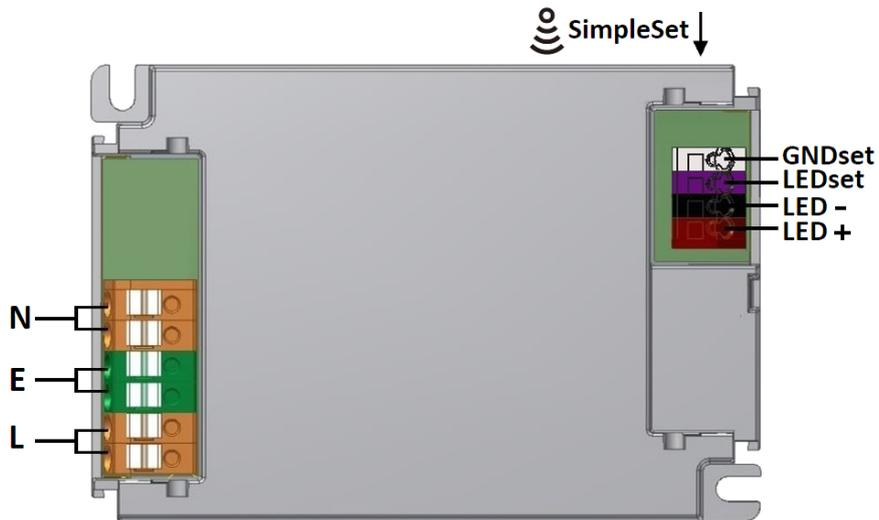 SimpleSet
GNDset
LEDset
LED -
LED +
N
E
L